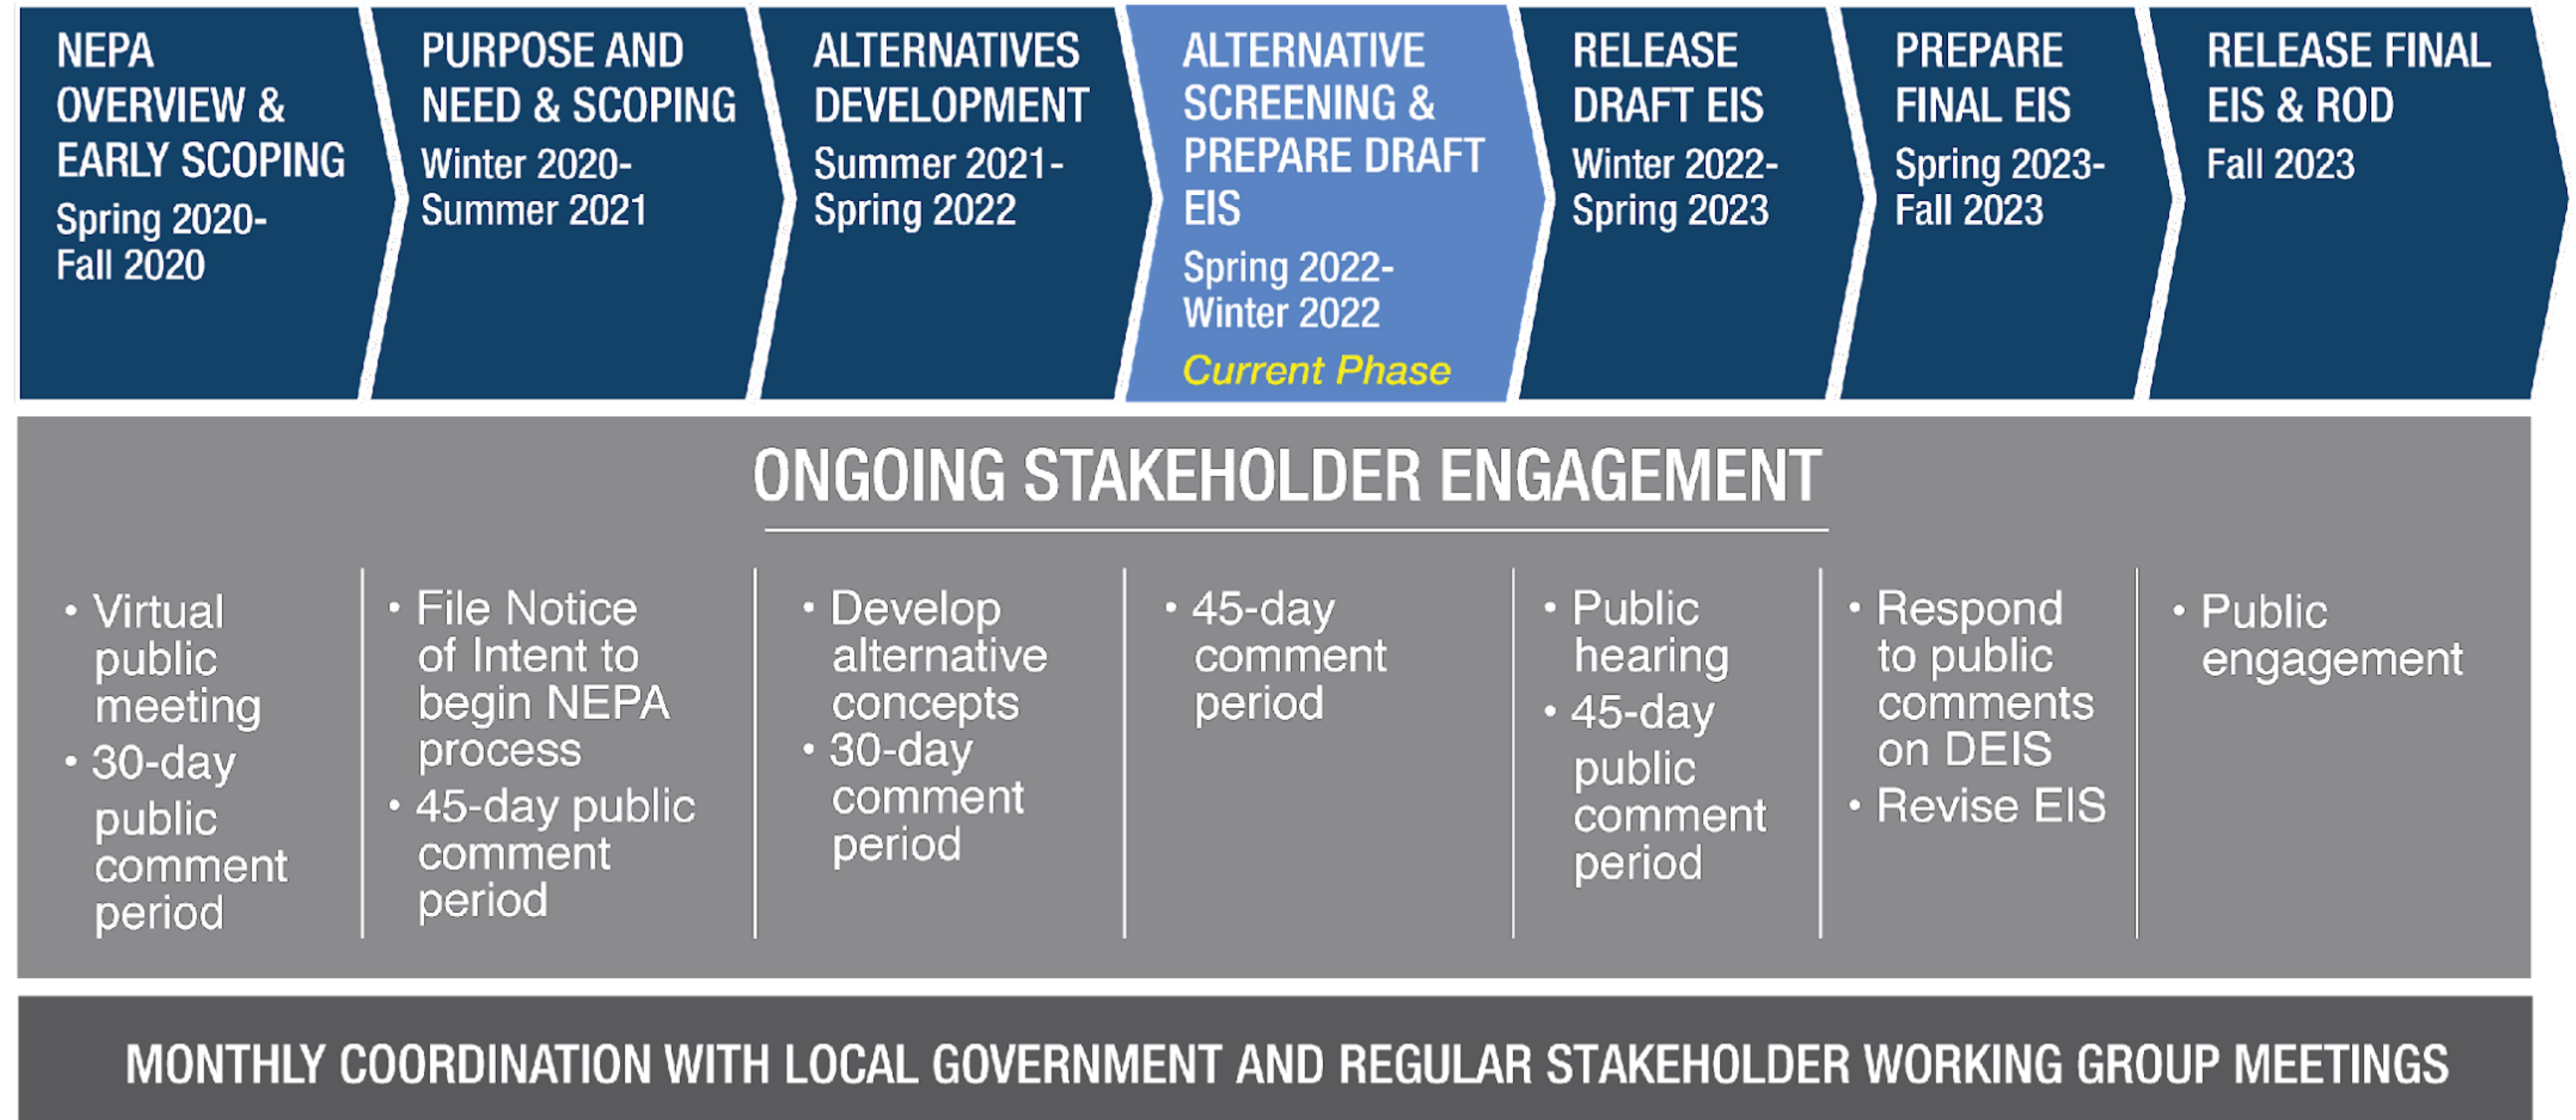 NEPA
OVERVIEW &
EARLY SCOPING
Spring 2020-
Fall 2020
PURPOSE AND
NEED & SCOPING
Winter 2020-
Summer 2021
ALTERNATIVES
DEVELOPMENT
Summer 2021-
Spring 2022
ALTERNATIVE
SCREENING &
PREPARE DRAFT
EIS
Spring 2022-
Winter 2022
Current Phase
RELEASE
DRAFT EIS
Winter 2022-
Spring 2023
PREPARE
FINAL EIS
Spring 2023-
Fall 2023
RELEASE FINAL
EIS & ROD
Fall 2023
ONGOING STAKEHOLDER ENGAGEMENT
• Virtual
public
meeting
• 30-day
public
comment
period
• File Notice
of Intent to
begin NEPA
process
• 45-day public
comment
period
• Develop
alternative
concepts
• 30-day
comment
period
• 45-day
comment
period
• Public
hearing
• 45-day
public
comment
period
• Respond
to public
comments
on DEIS
• Revise EIS
• Public
engagement
MONTHLY COORDINATION WITH LOCAL GOVERNMENT AND REGULAR STAKEHOLDER WORKING GROUP MEETINGS